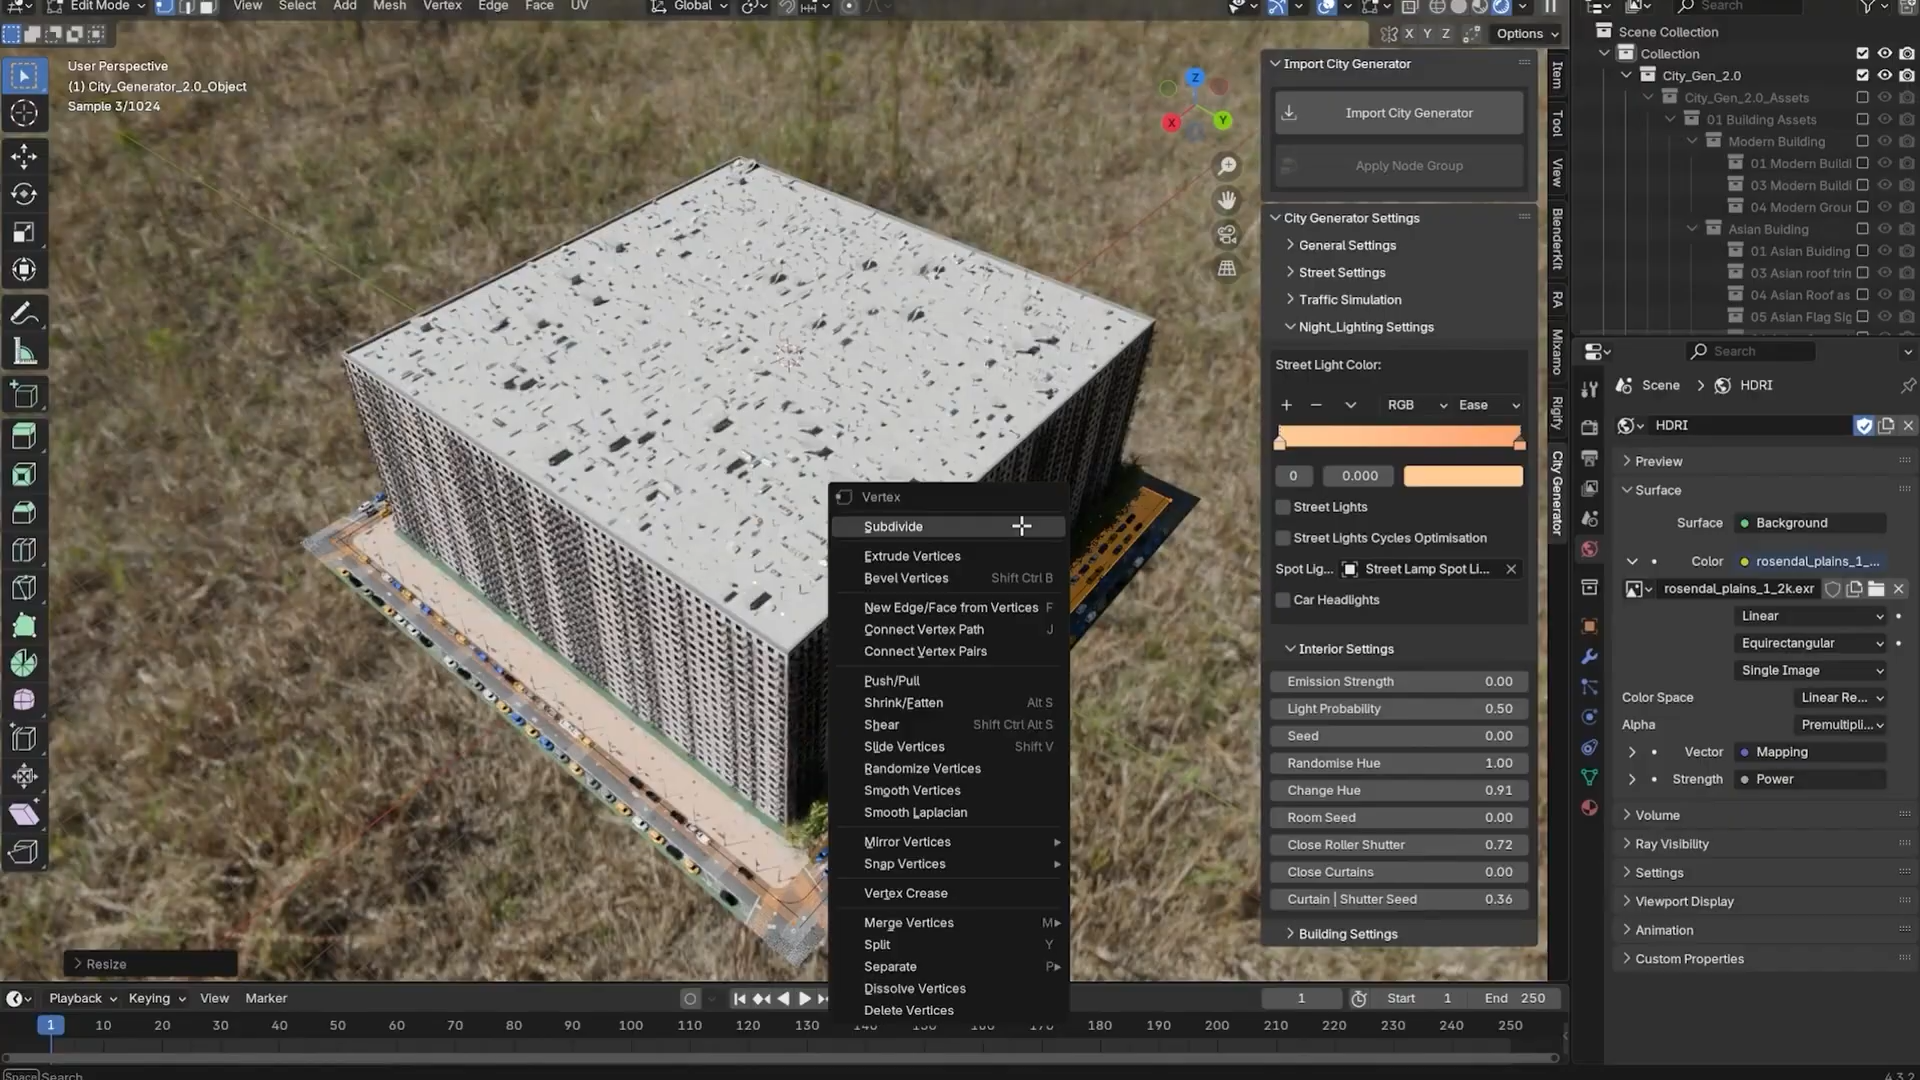 Edit Mode
View
Select
Add
Mesh
Vertex
Edge
Face
UV
Global
X Y Z
Options
User Perspective
(1) City_Generator_2.0_Object
Sample 3/1024
Z
X
Y
Import City Generator
Import City Generator
Apply Node Group
City Generator Settings
General Settings
Street Settings
Traffic Simulation
Night_Lighting Settings
Street Light Color:
RGB
Ease
0
0.000
Street Lights
Street Lights Cycles Optimisation
Spot Lig...
Street Lamp Spot Li...
Car Headlights
Interior Settings
Emission Strength 0.00
Light Probability 0.50
Seed 0.00
Randomise Hue 1.00
Change Hue 0.91
Room Seed 0.00
Close Roller Shutter 0.72
Close Curtains 0.00
Curtain | Shutter Seed 0.36
Building Settings
Item
Tool
View
BlenderKit
RA
Mixamo
Rigify
City Generator
Vertex
Subdivide
Extrude Vertices
Bevel Vertices Shift Ctrl B
New Edge/Face from Vertices F
Connect Vertex Path J
Connect Vertex Pairs
Push/Pull
Shrink/Fatten Alt S
Shear Shift Ctrl Alt S
Slide Vertices Shift V
Randomize Vertices
Smooth Vertices
Smooth Laplacian
Mirror Vertices
Snap Vertices
Vertex Crease
Merge Vertices M
Split Y
Separate P
Dissolve Vertices
Delete Vertices
Resize
Search
Scene Collection
Collection
City_Gen_2.0
City_Gen_2.0_Assets
01 Building Assets
Modern Building
01 Modern Buildi
03 Modern Buildi
04 Modern Grou
Asian Buiding
01 Asian Buiding
03 Asian roof trin
04 Asian Roof as
05 Asian Flag Sig
Search
Scene
HDRI
HDRI
Preview
Surface
Surface Background
Color rosendal_plains_1_...
rosendal_plains_1_2k.exr
Linear
Equirectangular
Single Image
Color Space Linear Re...
Alpha Premultipli...
Vector Mapping
Strength Power
Volume
Ray Visibility
Settings
Viewport Display
Animation
Custom Properties
Playback
Keying
View
Marker
1
Start 1
End 250
1 10 20 30 40 50 60 70 80 90 100 110 120 130 140 150 160 170 180 190 200 210 220 230 240 250
Space Search
4.3.2